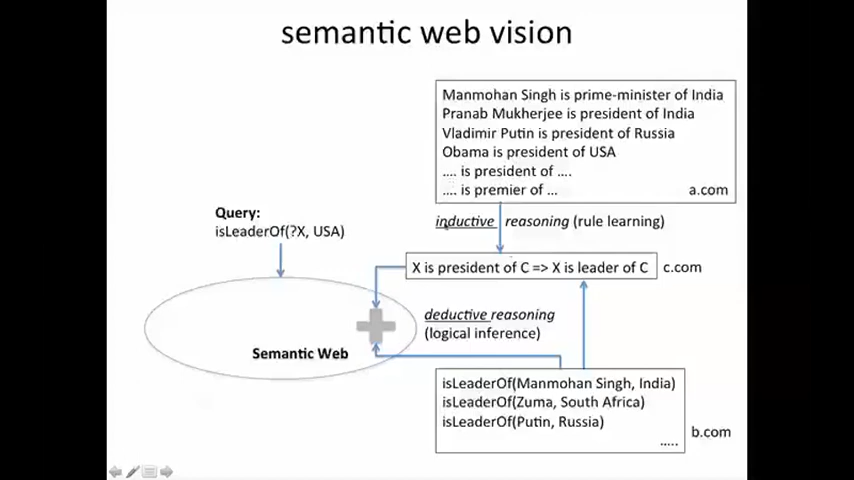 semantic web vision
Manmohan Singh is prime-minister of India
Pranab Mukherjee is president of India
Vladimir Putin is president of Russia
Obama is president of USA
.... is president of ....
.... is premier of ...
a.com
Query:
isLeaderOf(?X, USA)
inductive reasoning (rule learning)
X is president of C => X is leader of C
c.com
deductive reasoning
(logical inference)
Semantic Web
isLeaderOf(Manmohan Singh, India)
isLeaderOf(Zuma, South Africa)
isLeaderOf(Putin, Russia)
.....
b.com